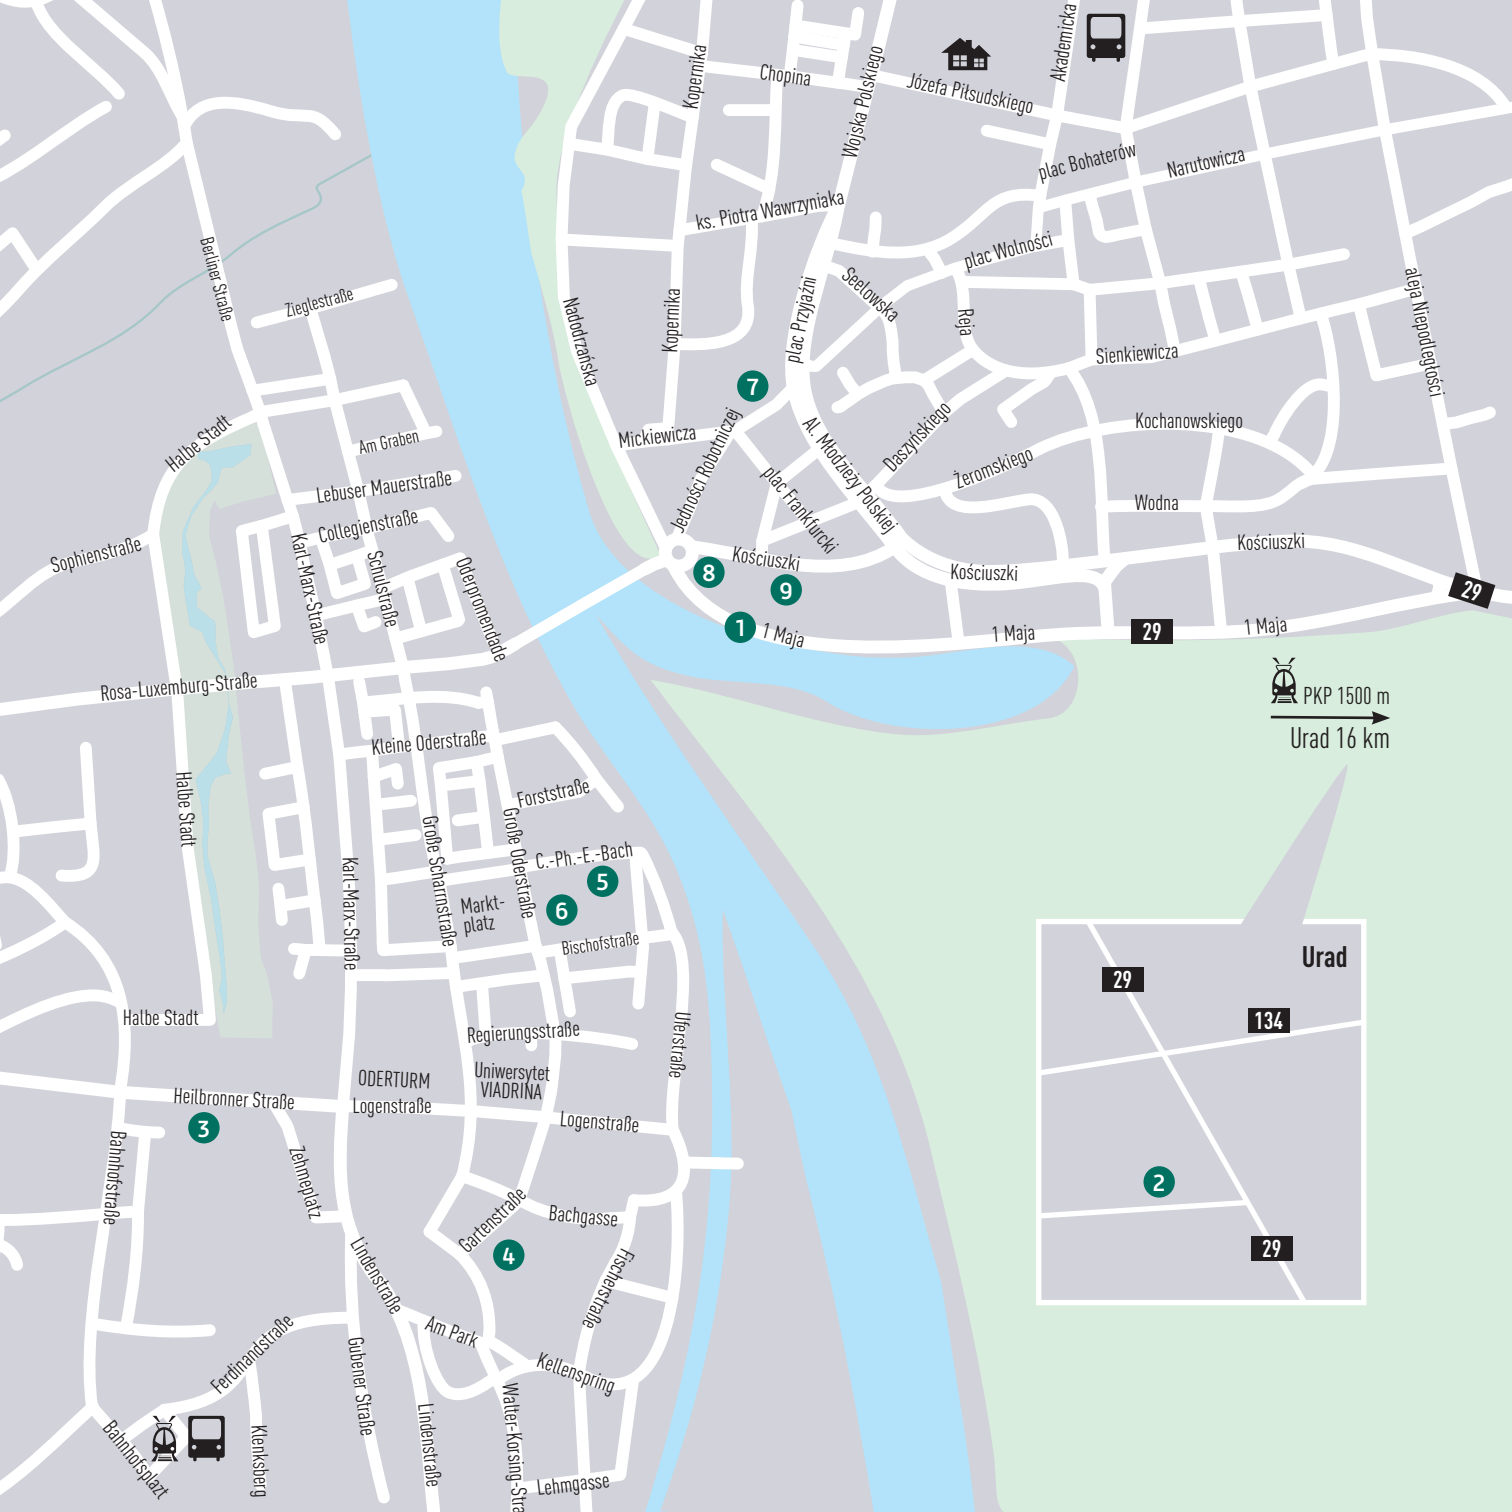 Kopernika
Chopina
Wojska Polskiego
Józefa Piłsudskiego
Akademicka
plac Bohaterów
Narutowicza
ks. Piotra Wawrzyniaka
plac Wolności
Seelowska
Berliner Straße
Zieglestraße
Nadodrzańska
Kopernika
plac Przyjaźni
Reja
Sienkiewicza
aleja Niepodległości
7
Halbe Stadt
Am Graben
Mickiewicza
Jedności Robotniczej
Al. Młodzieży Polskiej
Daszyńskiego
Kochanowskiego
Żeromskiego
Lebuser Mauerstraße
plac Frankfurcki
Wodna
Collegienstraße
Sophienstraße
Karl-Marx-Straße
Schulstraße
Oderpromendade
Kościuszki
Kościuszki
Kościuszki
8
9
29
1
1 Maja
1 Maja
29
1 Maja
Rosa-Luxemburg-Straße
PKP 1500 m
Urad 16 km
Kleine Oderstraße
Halbe Stadt
Forststraße
Große Scharrnstraße
Große Oderstraße
C.-Ph.-E.-Bach
5
Karl-Marx-Straße
Markt-
platz
6
Bischofstraße
Urad
29
134
Halbe Stadt
Regierungsstraße
Uferstraße
ODERTURM
Uniwersytet
VIADRINA
Heilbronner Straße
Logenstraße
Logenstraße
3
Bahnhofstraße
Zehmeplatz
2
Gartenstraße
Bachgasse
4
29
Lindenstraße
Fischerstraße
Am Park
Ferdinandstraße
Gubener Straße
Kellenspring
Bahnhofsplazt
Klenksberg
Lindenstraße
Walter-Korsing-Stra
Lehmgasse